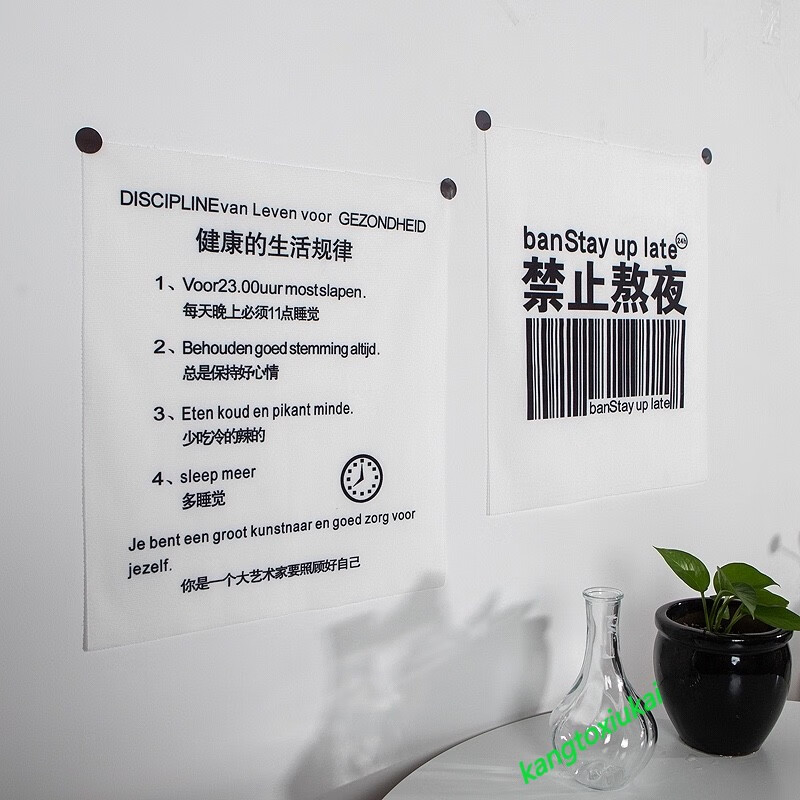 DISCIPLINEvan Leven voor GEZONDHEID
健康的生活规律
1、Voor23.00uurmostslapen.
每天晚上必须11点睡觉
2、Behouden goed stemming altijd.
总是保持好心情
3、Eten koud en pikant minde.
少吃冷的辣的
4、sleep meer
多睡觉
Je bent een groot kunstnaar en goed zorg voor
jezelf.
你是一个大艺术家要照顾好自己
banStay up late 24h
禁止熬夜
banStay up late
kangtoxiukai